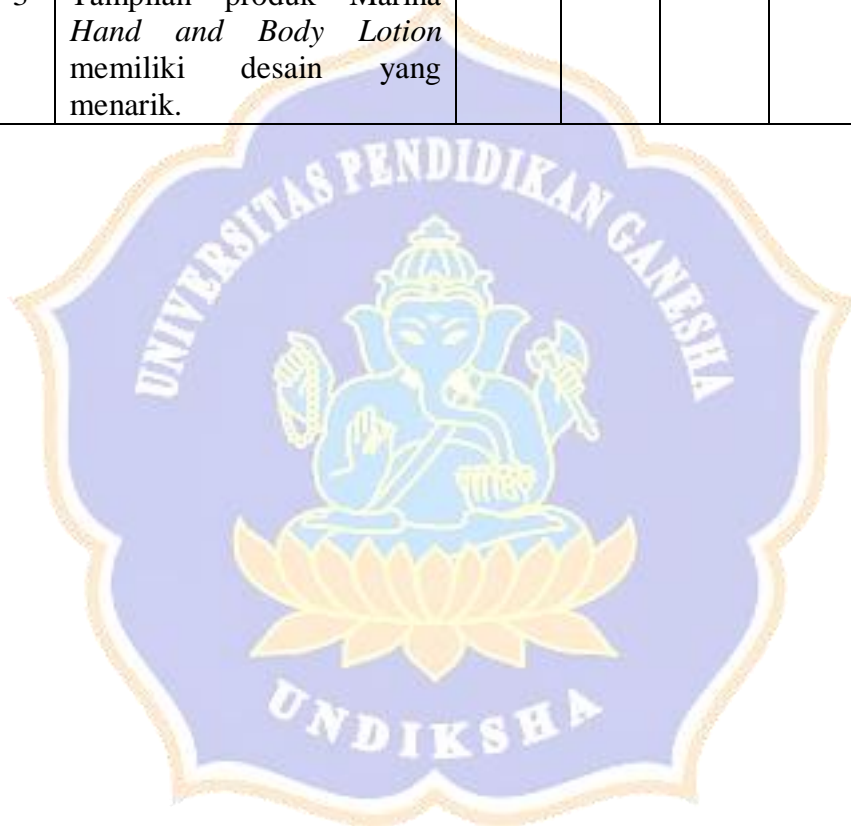 3 Tampilan produk Marina
Hand and Body Lotion
memiliki desain yang
menarik.
UNIVERSITAS PENDIDIKAN GANESHA
UNDIKSHA